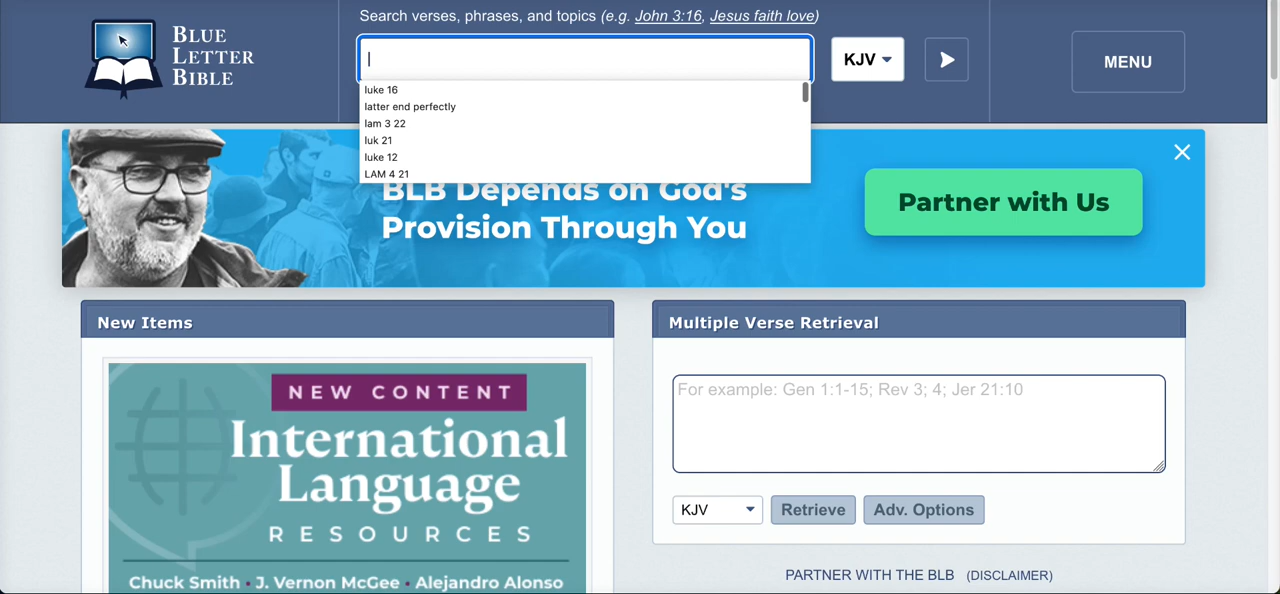 BLUE
LETTER
BIBLE
Search verses, phrases, and topics (e.g. John 3:16, Jesus faith love)
KJV
MENU
luke 16
latter end perfectly
lam 3 22
luk 21
luke 12
LAM 4 21
BLB Depends on God's
Provision Through You
Partner with Us
New Items
NEW CONTENT
International
Language
RESOURCES
Chuck Smith • J. Vernon McGee • Alejandro Alonso
Multiple Verse Retrieval
For example: Gen 1:1-15; Rev 3; 4; Jer 21:10
KJV
Retrieve
Adv. Options
PARTNER WITH THE BLB (DISCLAIMER)